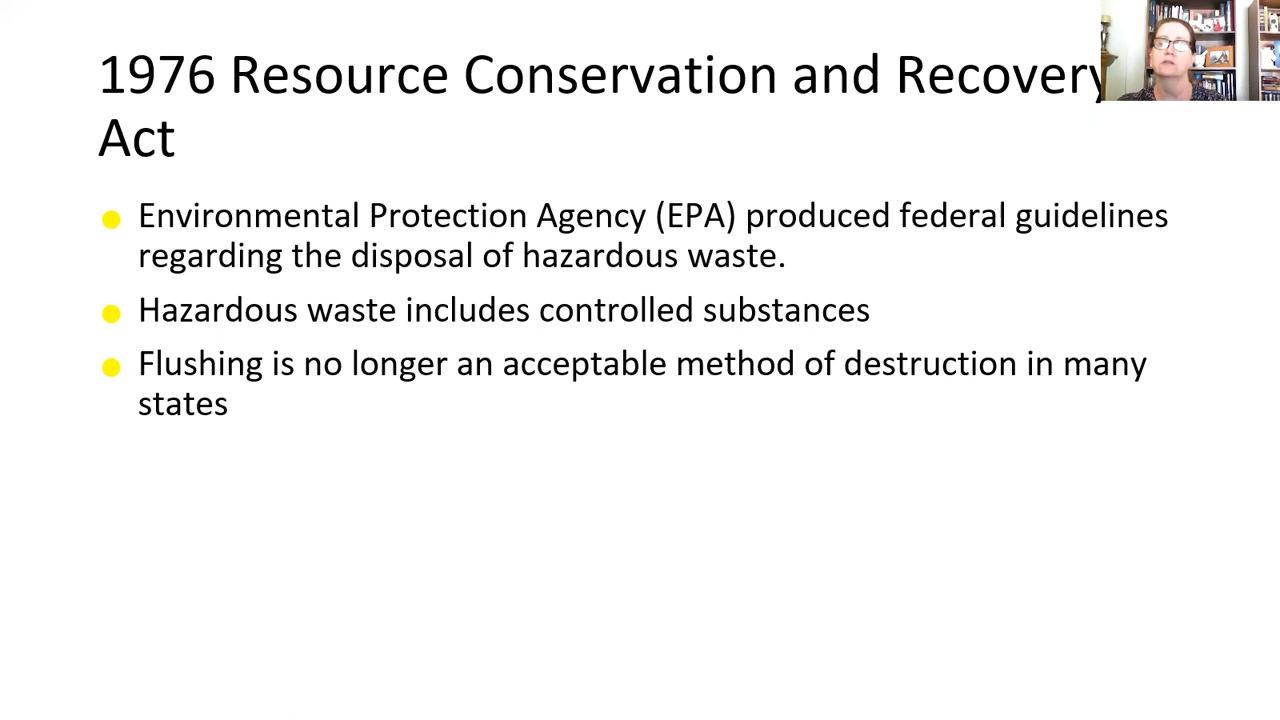 1976 Resource Conservation and Recovery
Act
Environmental Protection Agency (EPA) produced federal guidelines
regarding the disposal of hazardous waste.
Hazardous waste includes controlled substances
Flushing is no longer an acceptable method of destruction in many
states